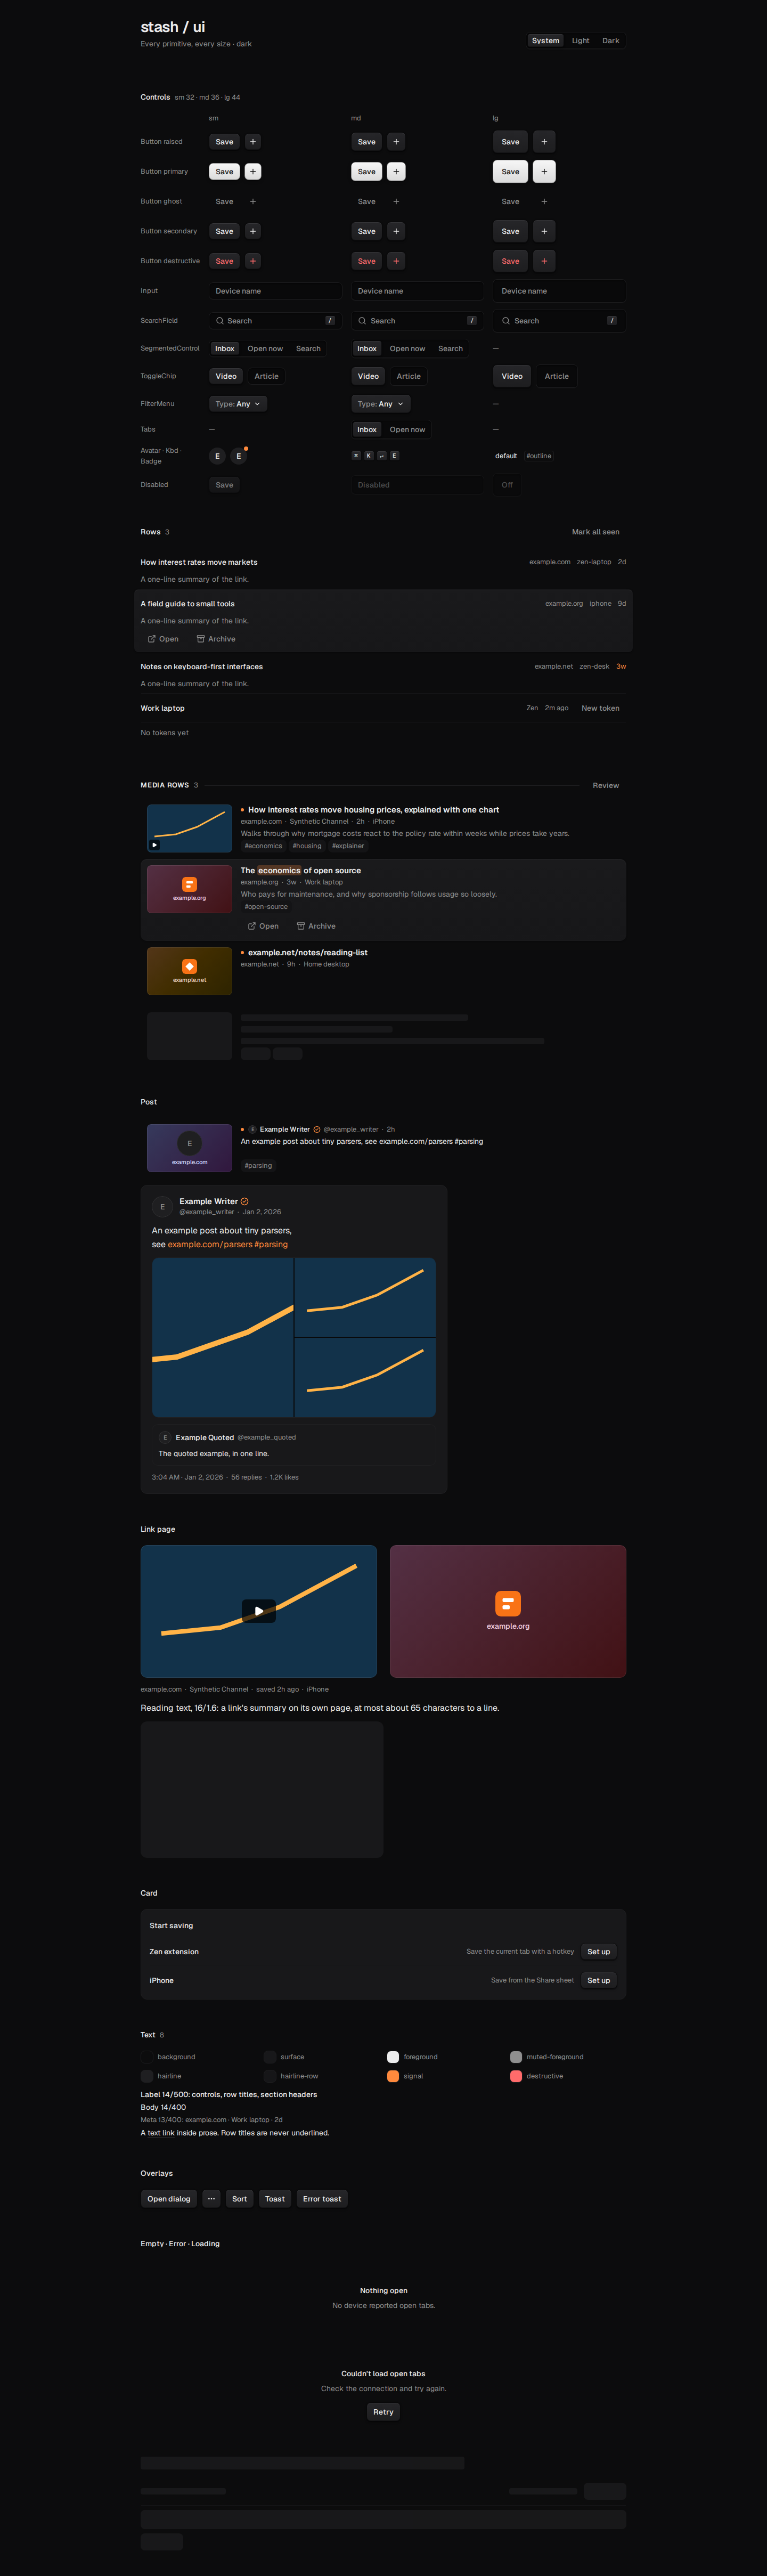 stash / ui
Every primitive, every size · dark
System Light Dark
Controls sm 32 · md 36 · lg 44
sm md lg
Button raised Save + Save + Save +
Button primary Save + Save + Save +
Button ghost Save + Save + Save +
Button secondary Save + Save + Save +
Button destructive Save + Save + Save +
Input Device name Device name Device name
SearchField Search / Search / Search /
SegmentedControl Inbox Open now Search Inbox Open now Search —
ToggleChip Video Article Video Article Video Article
FilterMenu Type: Any Type: Any —
Tabs — Inbox Open now —
Avatar · Kbd ·
Badge E E ⌘ K ↵ E default #outline
Disabled Save Disabled Off
Rows 3 Mark all seen
How interest rates move markets example.com zen-laptop 2d
A one-line summary of the link.
A field guide to small tools example.org iphone 9d
A one-line summary of the link.
Open Archive
Notes on keyboard-first interfaces example.net zen-desk 3w
A one-line summary of the link.
Work laptop Zen 2m ago New token
No tokens yet
MEDIA ROWS 3 Review
How interest rates move housing prices, explained with one chart
example.com · Synthetic Channel · 2h · iPhone
Walks through why mortgage costs react to the policy rate within weeks while prices take years.
#economics #housing #explainer
The economics of open source
example.org · 3w · Work laptop
example.org
Who pays for maintenance, and why sponsorship follows usage so loosely.
#open-source
Open Archive
example.net/notes/reading-list
example.net · 9h · Home desktop
example.net
Post
E Example Writer @example_writer · 2h
An example post about tiny parsers, see example.com/parsers #parsing
E
example.com
#parsing
E Example Writer
@example_writer · Jan 2, 2026
An example post about tiny parsers,
see example.com/parsers #parsing
E Example Quoted @example_quoted
The quoted example, in one line.
3:04 AM · Jan 2, 2026 · 56 replies · 1.2K likes
Link page
example.org
example.com · Synthetic Channel · saved 2h ago · iPhone
Reading text, 16/1.6: a link's summary on its own page, at most about 65 characters to a line.
Card
Start saving
Zen extension Save the current tab with a hotkey Set up
iPhone Save from the Share sheet Set up
Text 8
background surface foreground muted-foreground
hairline hairline-row signal destructive
Label 14/500: controls, row titles, section headers
Body 14/400
Meta 13/400: example.com · Work laptop · 2d
A text link inside prose. Row titles are never underlined.
Overlays
Open dialog ··· Sort Toast Error toast
Empty · Error · Loading
Nothing open
No device reported open tabs.
Couldn't load open tabs
Check the connection and try again.
Retry